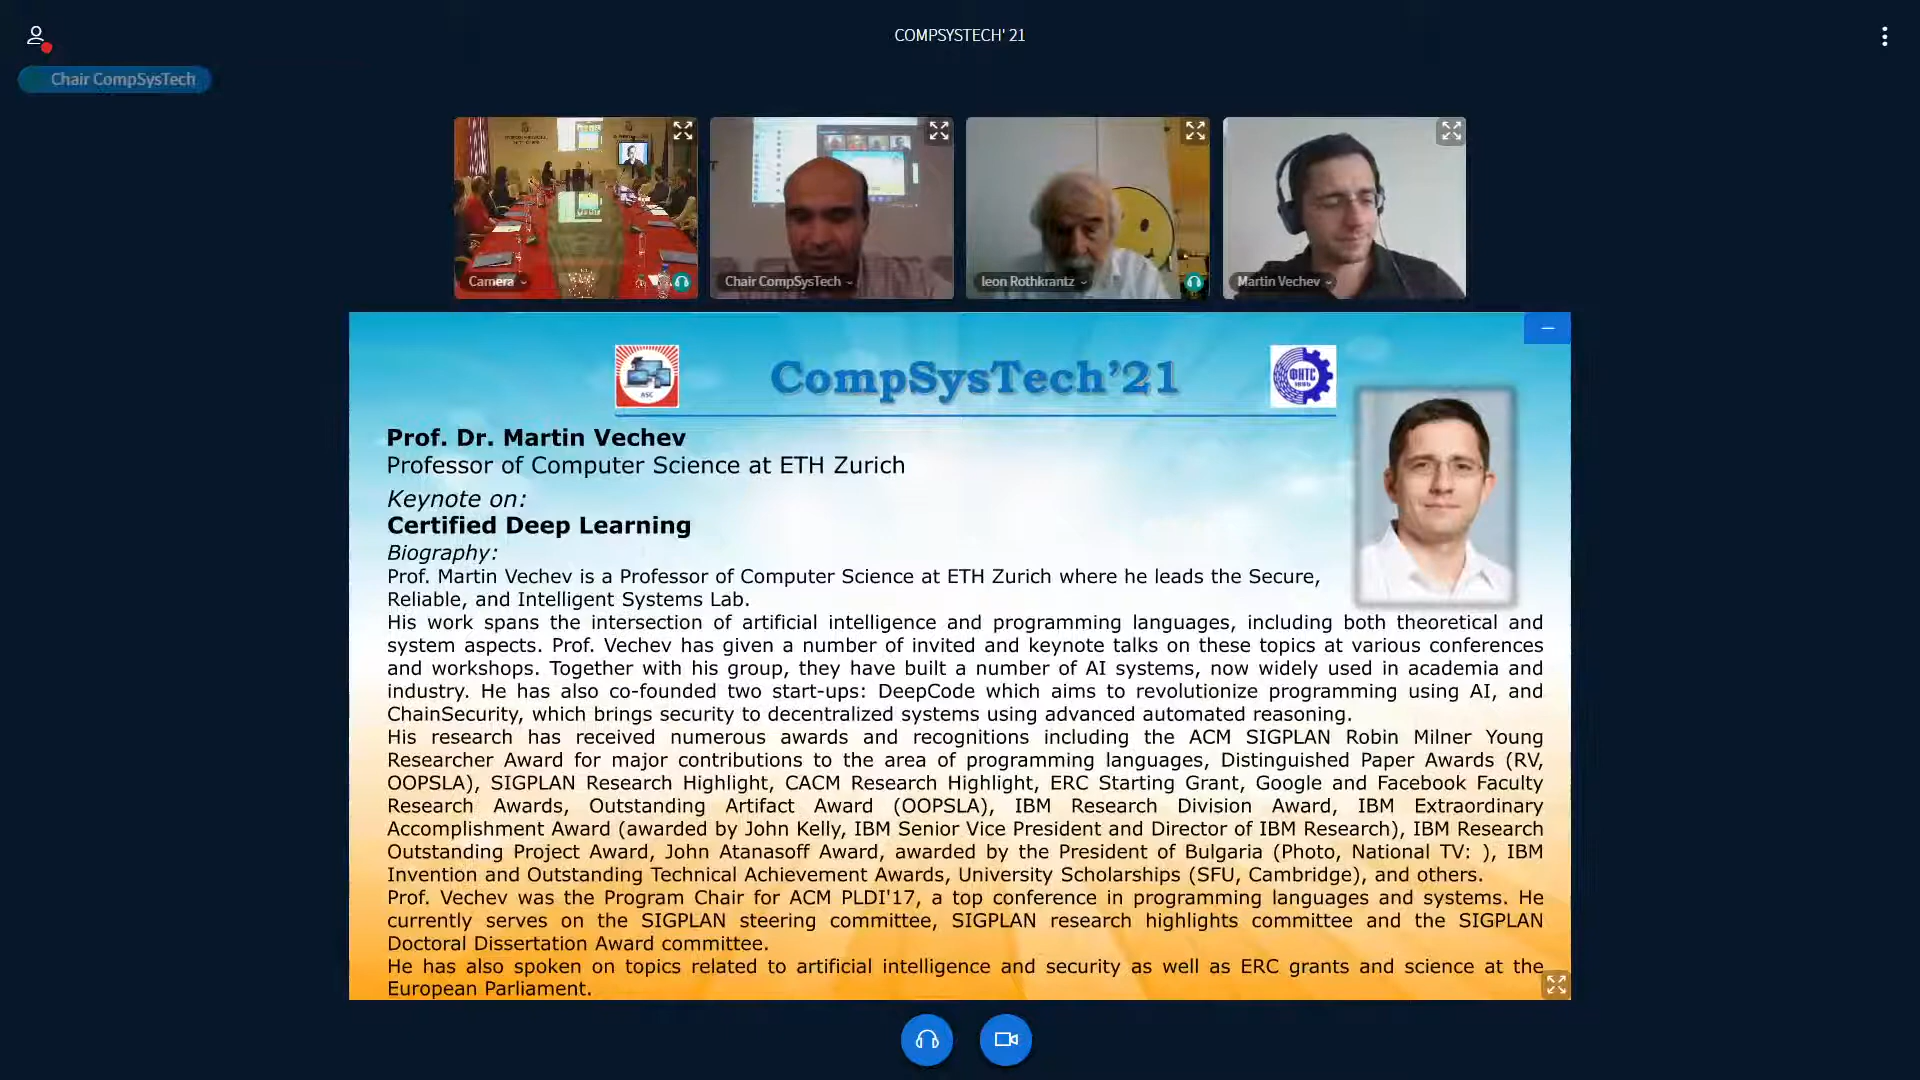 COMPSYSTECH' 21
Chair CompSysTech
Camera
Chair CompSysTech
leon Rothkrantz
Martin Vechev
ASC
CompSysTech’21
ФНТС
Prof. Dr. Martin Vechev
Professor of Computer Science at ETH Zurich
Keynote on:
Certified Deep Learning
Biography:
Prof. Martin Vechev is a Professor of Computer Science at ETH Zurich where he leads the Secure,
Reliable, and Intelligent Systems Lab.
His work spans the intersection of artificial intelligence and programming languages, including both theoretical and
system aspects. Prof. Vechev has given a number of invited and keynote talks on these topics at various conferences
and workshops. Together with his group, they have built a number of AI systems, now widely used in academia and
industry. He has also co-founded two start-ups: DeepCode which aims to revolutionize programming using AI, and
ChainSecurity, which brings security to decentralized systems using advanced automated reasoning.
His research has received numerous awards and recognitions including the ACM SIGPLAN Robin Milner Young
Researcher Award for major contributions to the area of programming languages, Distinguished Paper Awards (RV,
OOPSLA), SIGPLAN Research Highlight, CACM Research Highlight, ERC Starting Grant, Google and Facebook Faculty
Research Awards, Outstanding Artifact Award (OOPSLA), IBM Research Division Award, IBM Extraordinary
Accomplishment Award (awarded by John Kelly, IBM Senior Vice President and Director of IBM Research), IBM Research
Outstanding Project Award, John Atanasoff Award, awarded by the President of Bulgaria (Photo, National TV: ), IBM
Invention and Outstanding Technical Achievement Awards, University Scholarships (SFU, Cambridge), and others.
Prof. Vechev was the Program Chair for ACM PLDI'17, a top conference in programming languages and systems. He
currently serves on the SIGPLAN steering committee, SIGPLAN research highlights committee and the SIGPLAN
Doctoral Dissertation Award committee.
He has also spoken on topics related to artificial intelligence and security as well as ERC grants and science at the
European Parliament.